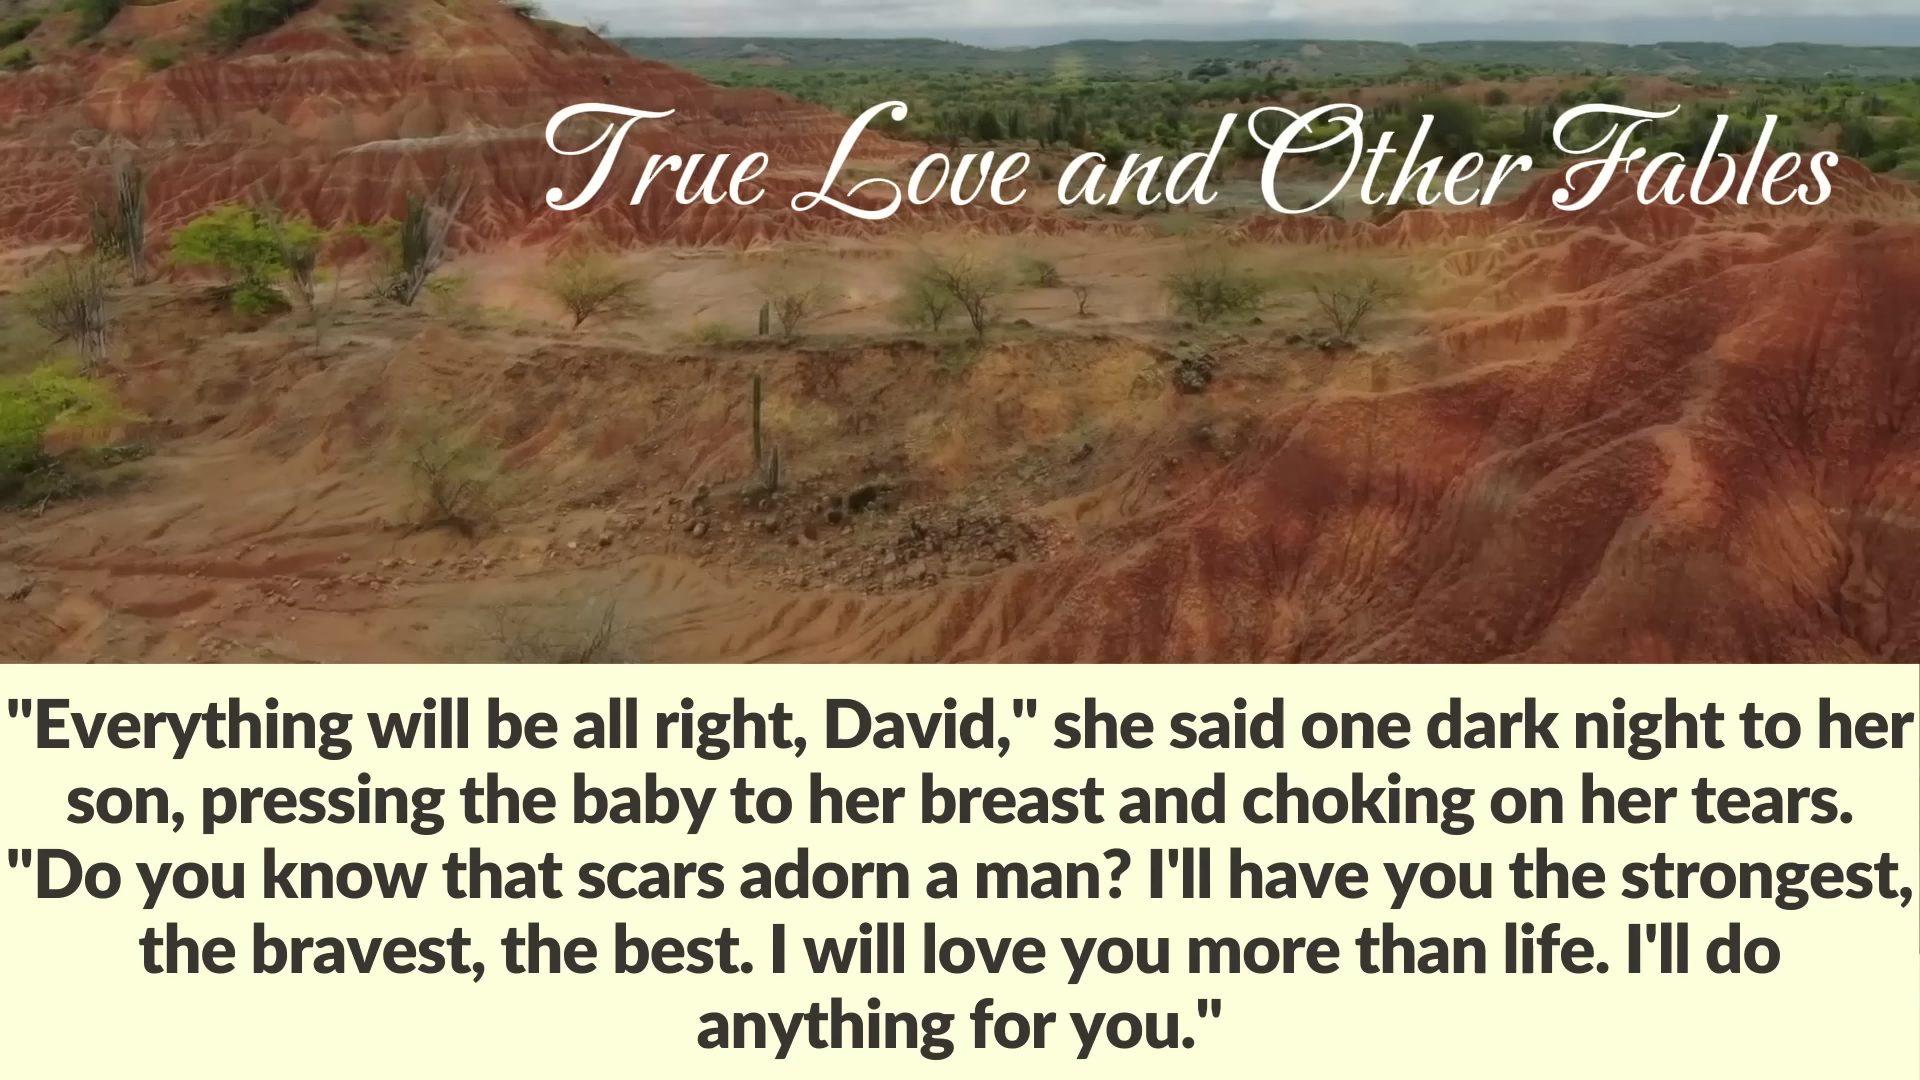 True Love and Other Fables
"Everything will be all right, David," she said one dark night to her
son, pressing the baby to her breast and choking on her tears.
"Do you know that scars adorn a man? I'll have you the strongest,
the bravest, the best. I will love you more than life. I'll do
anything for you."